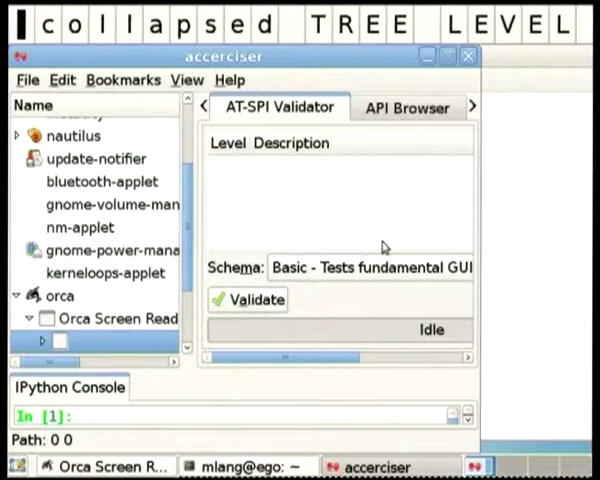 collapsed TREE LEVEL
accerciser
File Edit Bookmarks View Help
Name
AT-SPI Validator
API Browser
nautilus
update-notifier
bluetooth-applet
gnome-volume-man
nm-applet
gnome-power-mana
kerneloops-applet
orca
Orca Screen Read
Level Description
Schema: Basic - Tests fundamental GUI
Validate
Idle
IPython Console
In [1]:
Path: 0 0
Orca Screen R... mlang@ego: ~ accerciser